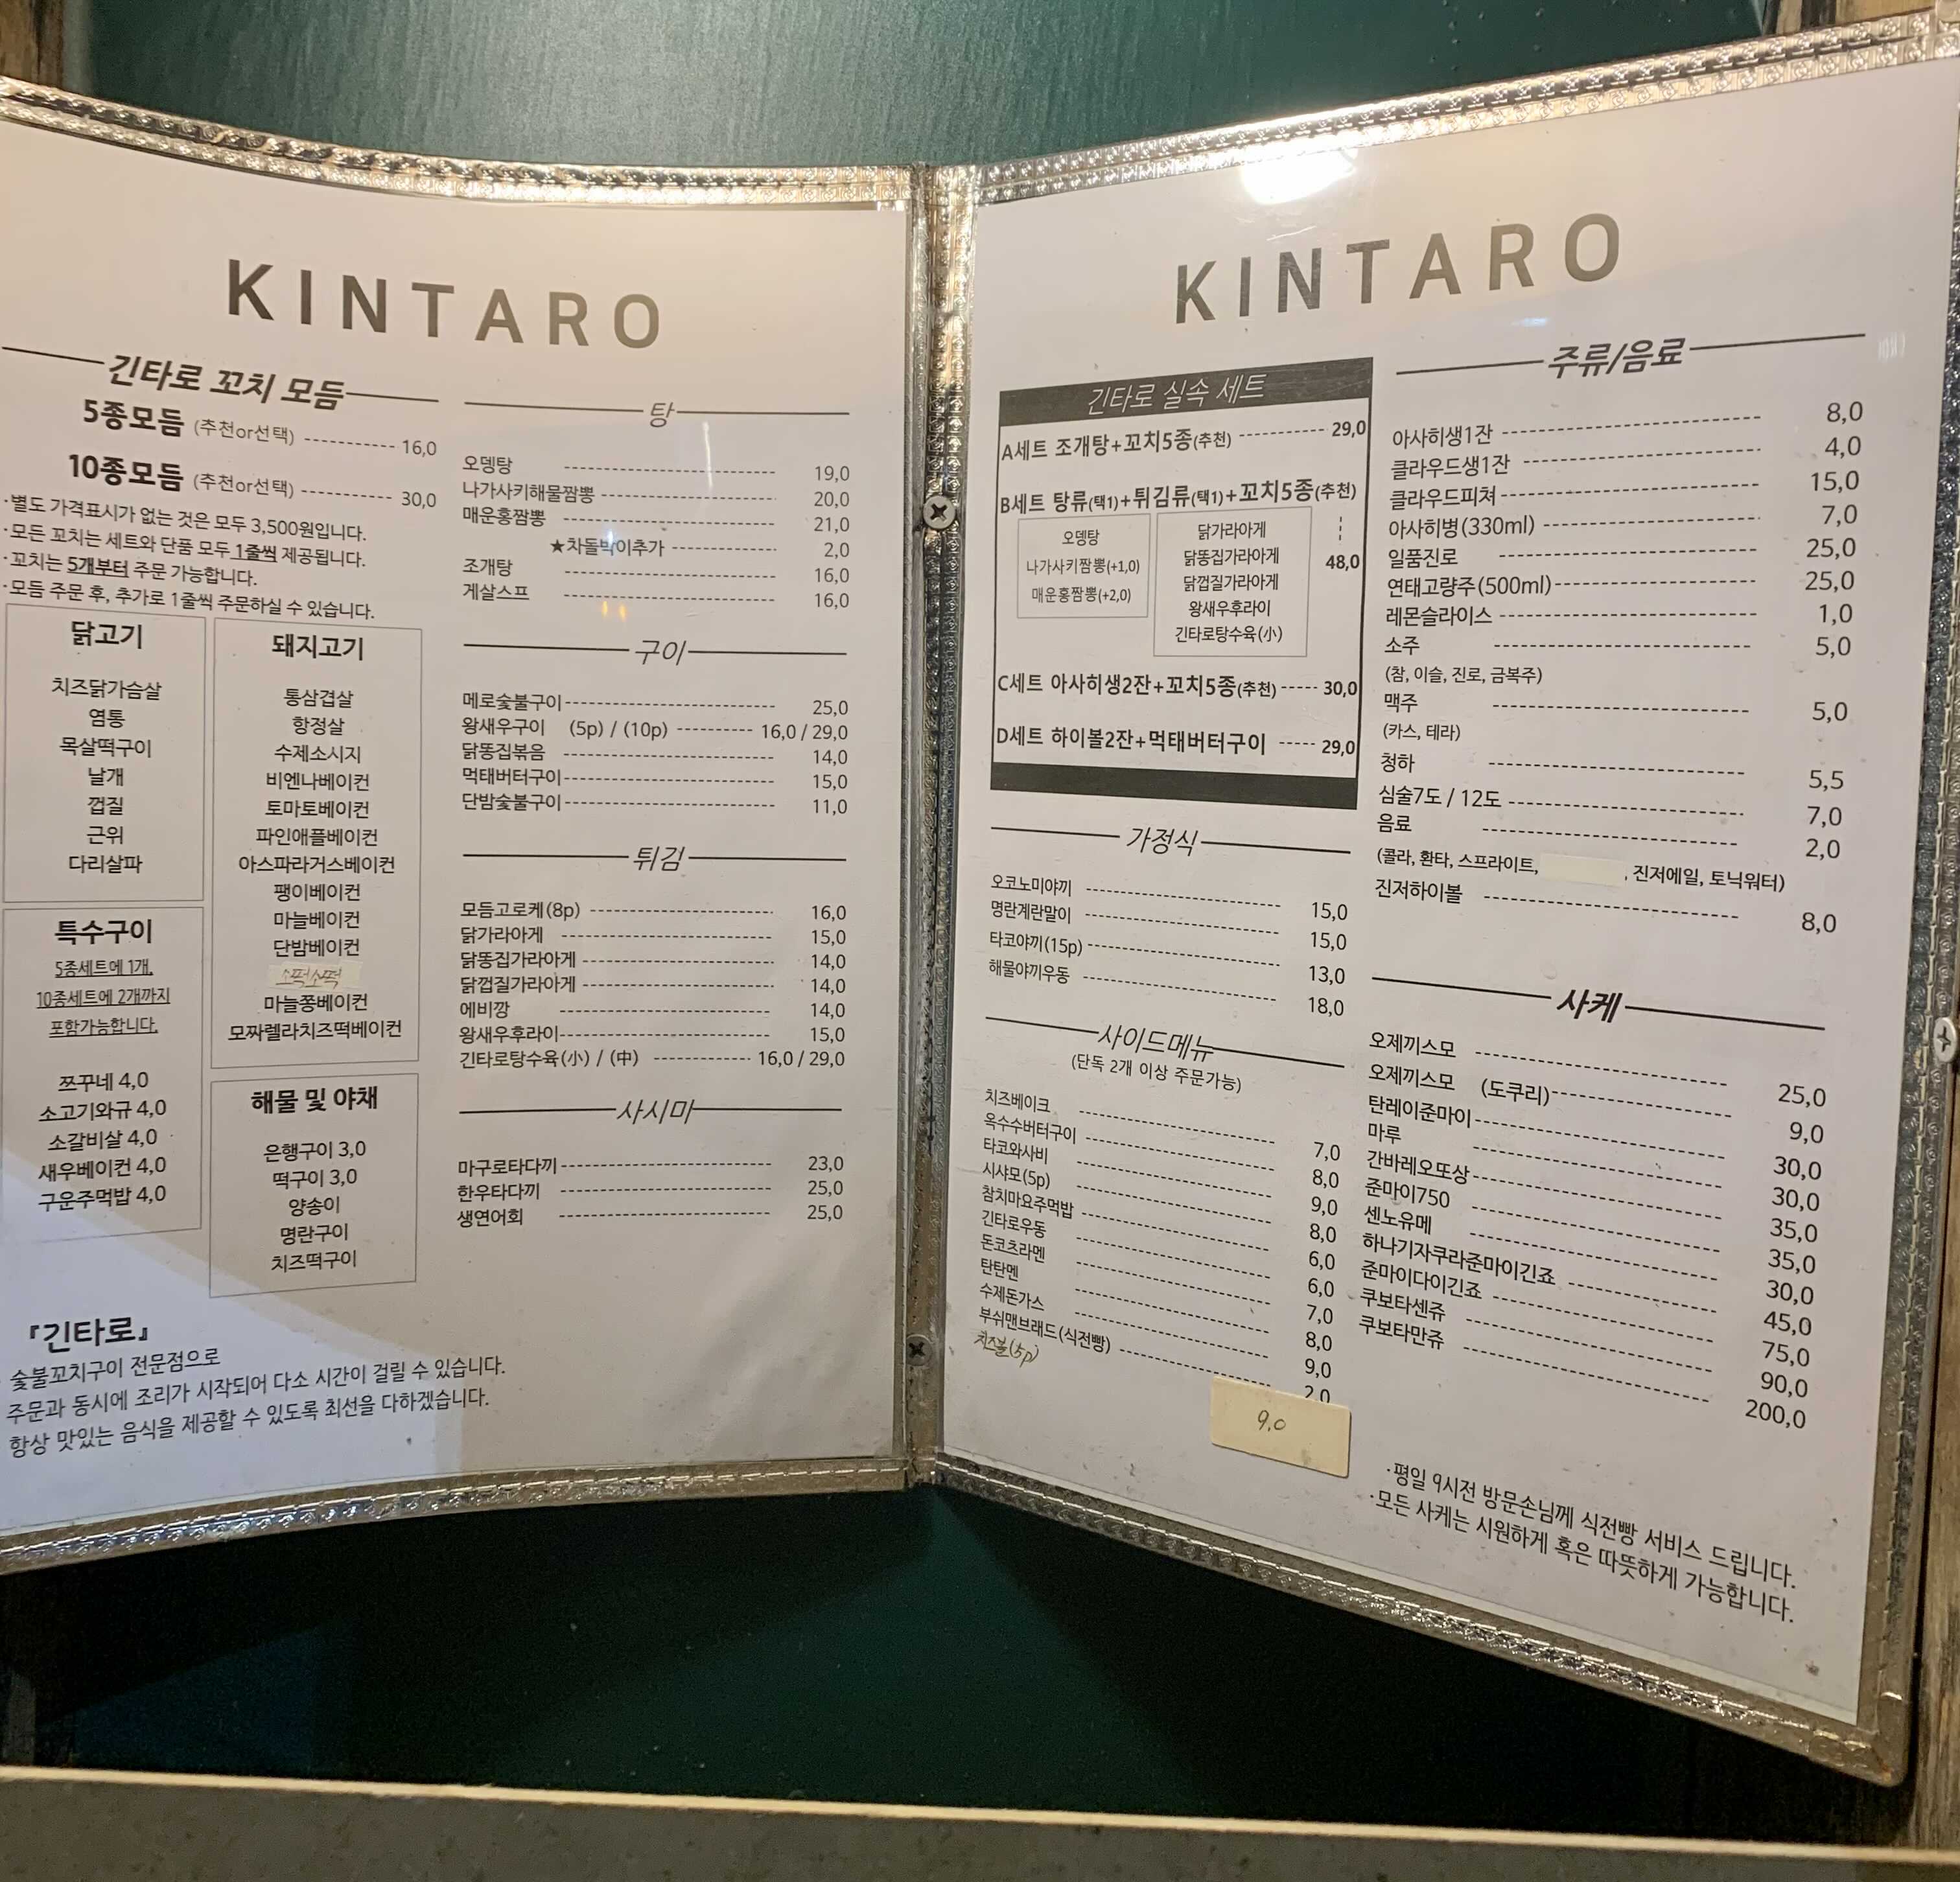 KINTARO
긴타로 꼬치 모듬
5종모듬 (추천or선택) ---------- 16,0
10종모듬 (추천or선택) ---------- 30,0
·별도 가격표시가 없는 것은 모두 3,500원입니다.
·모든 꼬치는 세트와 단품 모두 1줄씩 제공됩니다.
·꼬치는 5개부터 주문 가능합니다.
·모듬 주문 후, 추가로 1줄씩 주문하실 수 있습니다.
닭고기
치즈닭가슴살
염통
목살떡구이
날개
껍질
근위
다리살파
특수구이
5종세트에 1개,
10종세트에 2개까지
포함가능합니다.
쯔꾸네 4,0
소고기와규 4,0
소갈비살 4,0
새우베이컨 4,0
구운주먹밥 4,0
돼지고기
통삼겹살
항정살
수제소시지
비엔나베이컨
토마토베이컨
파인애플베이컨
아스파라거스베이컨
팽이베이컨
마늘베이컨
단밤베이컨
소떡소떡
마늘쫑베이컨
모짜렐라치즈떡베이컨
해물 및 야채
은행구이 3,0
떡구이 3,0
양송이
명란구이
치즈떡구이
『긴타로』
숯불꼬치구이 전문점으로
주문과 동시에 조리가 시작되어 다소 시간이 걸릴 수 있습니다.
항상 맛있는 음식을 제공할 수 있도록 최선을 다하겠습니다.
탕
오뎅탕 ---------- 19,0
나가사키해물짬뽕 ---------- 20,0
매운홍짬뽕 ---------- 21,0
★차돌박이추가 ---------- 2,0
조개탕 ---------- 16,0
게살스프 ---------- 16,0
구이
메로숯불구이 ---------- 25,0
왕새우구이 (5p) / (10p) ---------- 16,0 / 29,0
닭똥집볶음 ---------- 14,0
먹태버터구이 ---------- 15,0
단밤숯불구이 ---------- 11,0
튀김
모듬고로케(8p) ---------- 16,0
닭가라아게 ---------- 15,0
닭똥집가라아게 ---------- 14,0
닭껍질가라아게 ---------- 14,0
에비깡 ---------- 14,0
왕새우후라이 ---------- 15,0
긴타로탕수육(小) / (中) ---------- 16,0 / 29,0
사시마
마구로타다끼 ---------- 23,0
한우타다끼 ---------- 25,0
생연어회 ---------- 25,0
KINTARO
긴타로 실속 세트
A세트 조개탕+꼬치5종(추천) ---------- 29,0
B세트 탕류(택1)+튀김류(택1)+꼬치5종(추천)
오뎅탕
나가사키짬뽕(+1,0)
매운홍짬뽕(+2,0)
닭가라아게
닭똥집가라아게
닭껍질가라아게
왕새우후라이
긴타로탕수육(小)
48,0
C세트 아사히생2잔+꼬치5종(추천) ----- 30,0
D세트 하이볼2잔+먹태버터구이 ----- 29,0
가정식
오코노미야끼 ---------- 15,0
명란계란말이 ---------- 15,0
타코야끼(15p) ---------- 13,0
해물야끼우동 ---------- 18,0
사이드메뉴
(단독 2개 이상 주문가능)
치즈베이크 ---------- 7,0
옥수수버터구이 ---------- 8,0
타코와사비 ---------- 9,0
시샤모(5p) ---------- 8,0
참치마요주먹밥 ---------- 6,0
긴타로우동 ---------- 6,0
돈코츠라멘 ---------- 7,0
탄탄멘 ---------- 8,0
수제돈가스 ---------- 9,0
부쉬맨브래드(식전빵) ---------- 2,0
치즈볼(5p) 9,0
주류/음료
아사히생1잔 ---------- 8,0
클라우드생1잔 ---------- 4,0
클라우드피쳐 ---------- 15,0
아사히병(330ml) ---------- 7,0
일품진로 ---------- 25,0
연태고량주(500ml) ---------- 25,0
레몬슬라이스 ---------- 1,0
소주 ---------- 5,0
(참, 이슬, 진로, 금복주)
맥주 ---------- 5,0
(카스, 테라)
청하 ---------- 5,5
심술7도 / 12도 ---------- 7,0
음료 ---------- 2,0
(콜라, 환타, 스프라이트, , 진저에일, 토닉워터)
진저하이볼 ---------- 8,0
사케
오제끼스모 ---------- 25,0
오제끼스모 (도쿠리) ---------- 9,0
탄레이준마이 ---------- 30,0
마루 ---------- 30,0
간바레오또상 ---------- 35,0
준마이750 ---------- 35,0
센노유메 ---------- 30,0
하나기자쿠라준마이긴죠 ---------- 45,0
준마이다이긴죠 ---------- 75,0
쿠보타센쥬 ---------- 90,0
쿠보타만쥬 ---------- 200,0
·평일 9시전 방문손님께 식전빵 서비스 드립니다.
·모든 사케는 시원하게 혹은 따뜻하게 가능합니다.